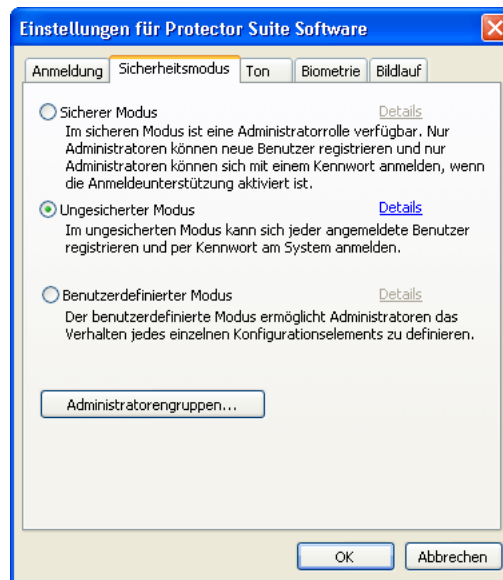 Einstellungen für Protector Suite Software
Anmeldung Sicherheitsmodus Ton Biometrie Bildlauf
Sicherer Modus Details
Im sicheren Modus ist eine Administratorrolle verfügbar. Nur
Administratoren können neue Benutzer registrieren und nur
Administratoren können sich mit einem Kennwort anmelden, wenn
die Anmeldeunterstützung aktiviert ist.
Ungesicherter Modus Details
Im ungesicherten Modus kann sich jeder angemeldete Benutzer
registrieren und per Kennwort am System anmelden.
Benutzerdefinierter Modus Details
Der benutzerdefinierte Modus ermöglicht Administratoren das
Verhalten jedes einzelnen Konfigurationselements zu definieren.
Administratorengruppen...
OK Abbrechen